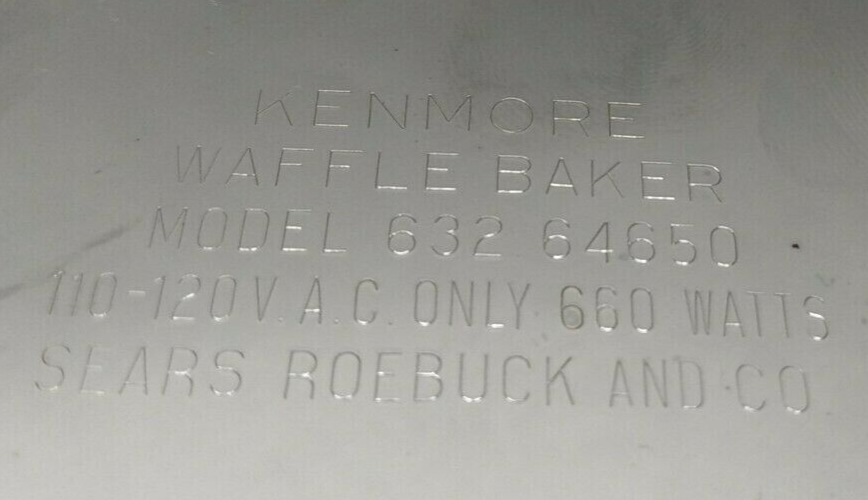 KENMORE
WAFFLE BAKER
MODEL 632 64650
110-120V. A.C. ONLY 660 WATTS
SEARS ROEBUCK AND CO